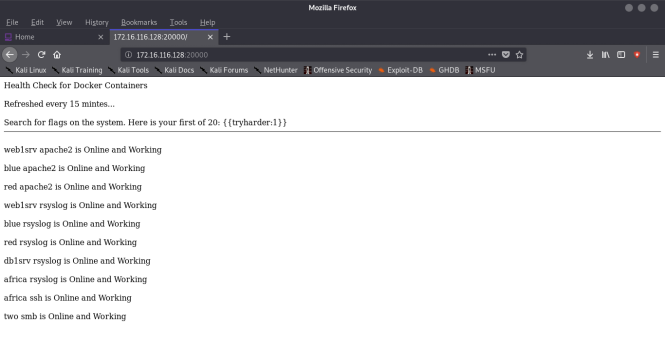 Mozilla Firefox
File Edit View History Bookmarks Tools Help
Home
172.16.116.128:20000/
172.16.116.128:20000
Kali Linux Kali Training Kali Tools Kali Docs Kali Forums NetHunter Offensive Security Exploit-DB GHDB MSFU
Health Check for Docker Containers
Refreshed every 15 mintes...
Search for flags on the system. Here is your first of 20: {{tryharder:1}}
web1srv apache2 is Online and Working
blue apache2 is Online and Working
red apache2 is Online and Working
web1srv rsyslog is Online and Working
blue rsyslog is Online and Working
red rsyslog is Online and Working
db1srv rsyslog is Online and Working
africa rsyslog is Online and Working
africa ssh is Online and Working
two smb is Online and Working